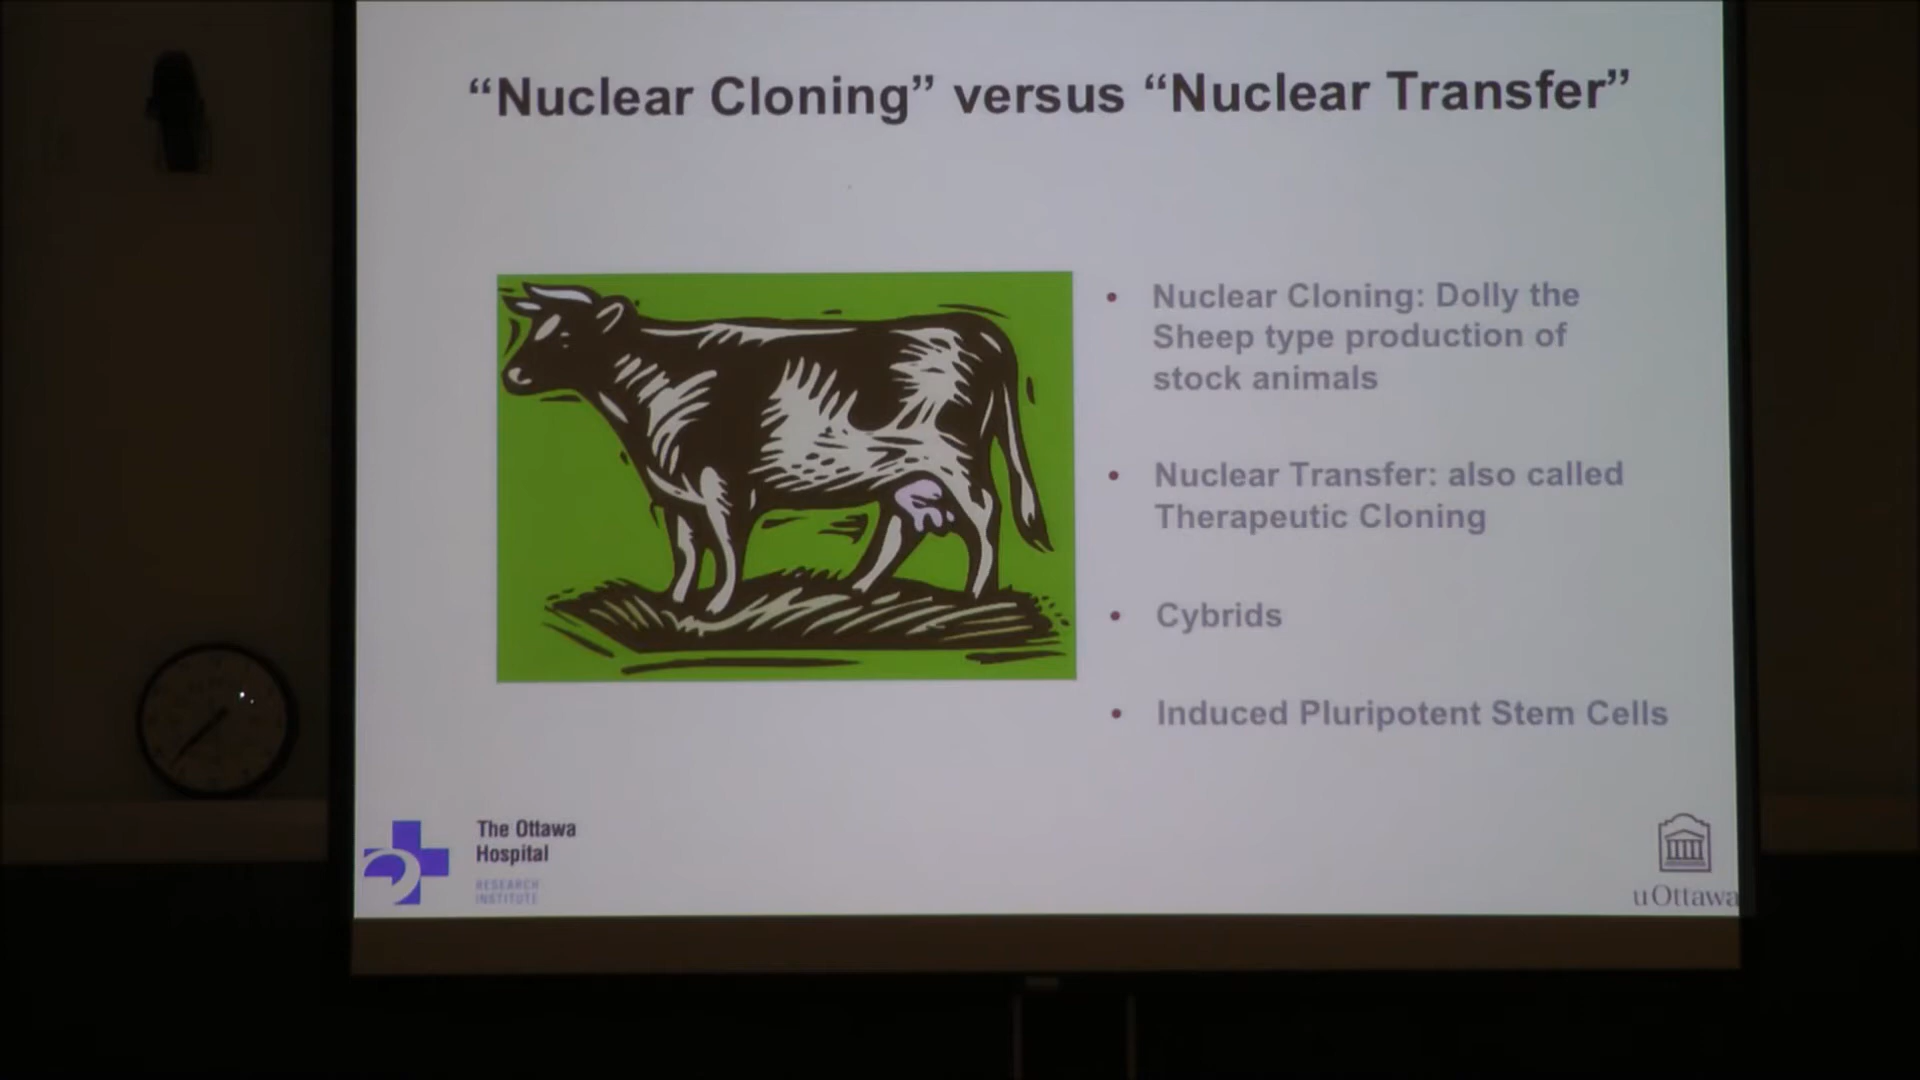 “Nuclear Cloning” versus “Nuclear Transfer”
• Nuclear Cloning: Dolly the
Sheep type production of
stock animals
• Nuclear Transfer: also called
Therapeutic Cloning
• Cybrids
• Induced Pluripotent Stem Cells
The Ottawa
Hospital
RESEARCH
INSTITUTE
uOttawa